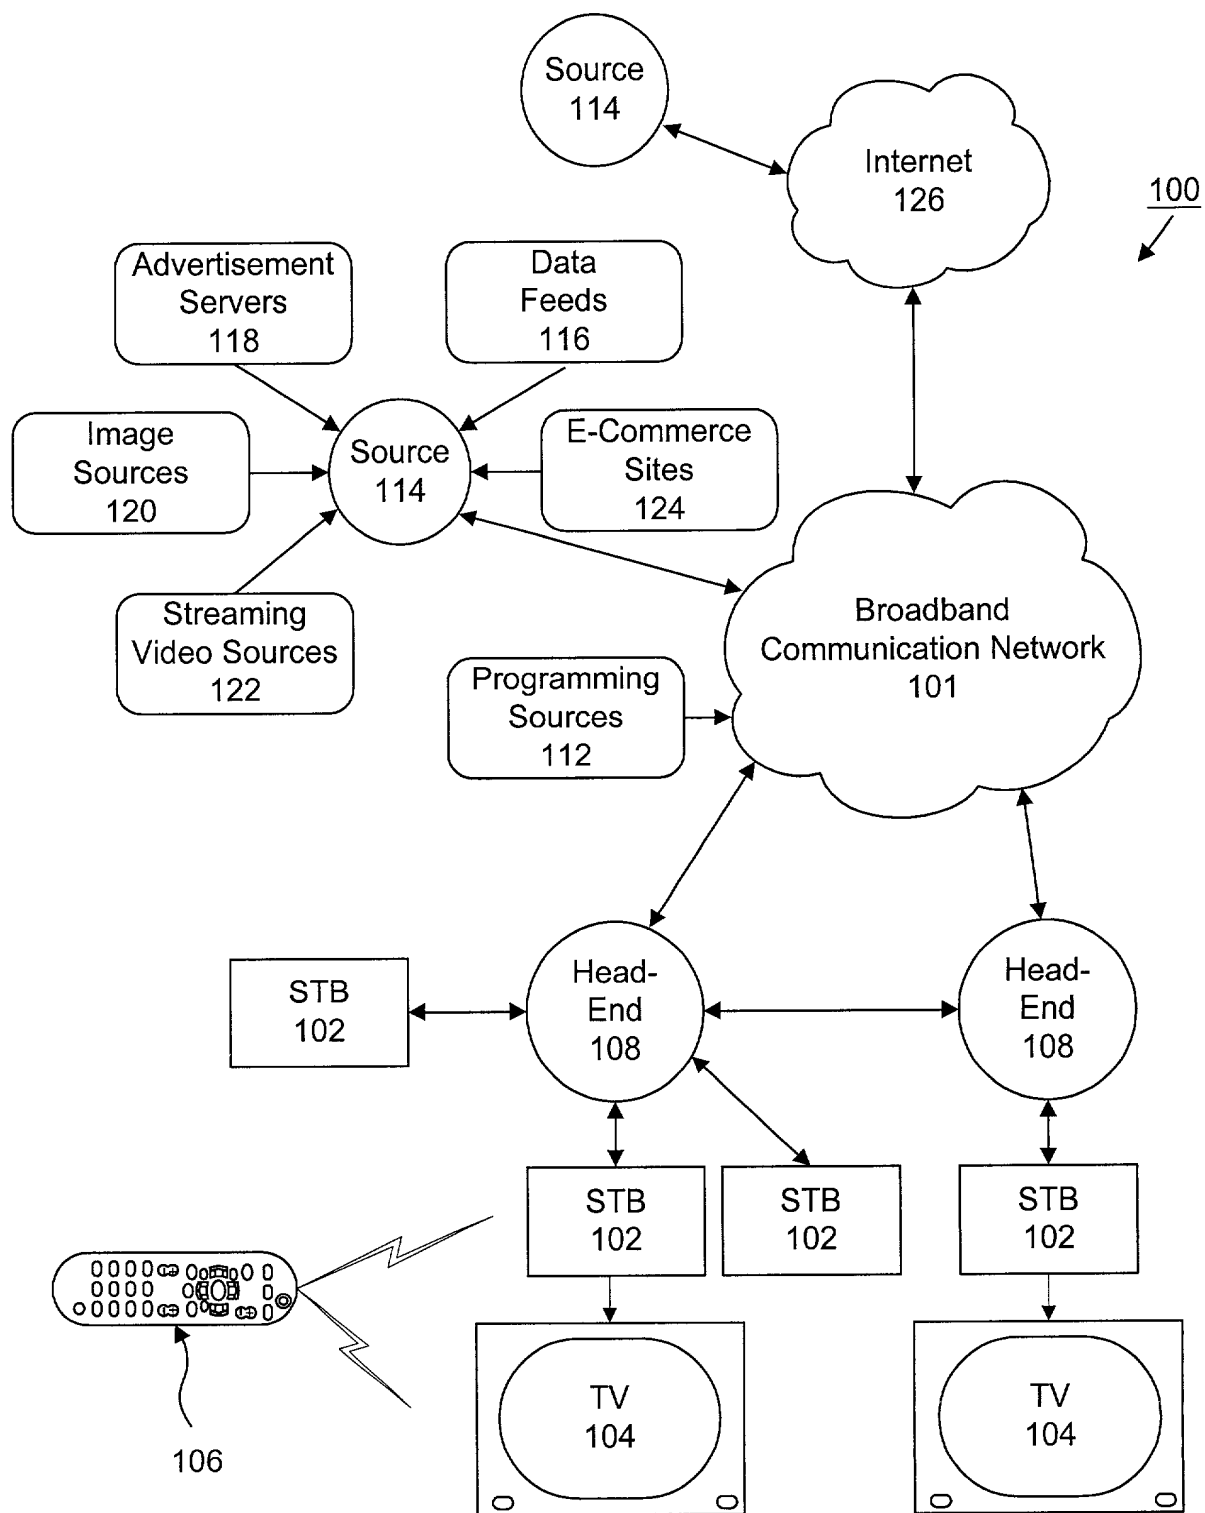 Source
114
Internet
126
100
Advertisement
Servers
118
Data
Feeds
116
Image
Sources
120
Source
114
E-Commerce
Sites
124
Streaming
Video Sources
122
Broadband
Communication Network
101
Programming
Sources
112
STB
102
Head-
End
108
Head-
End
108
STB
102
STB
102
STB
102
TV
104
TV
104
106